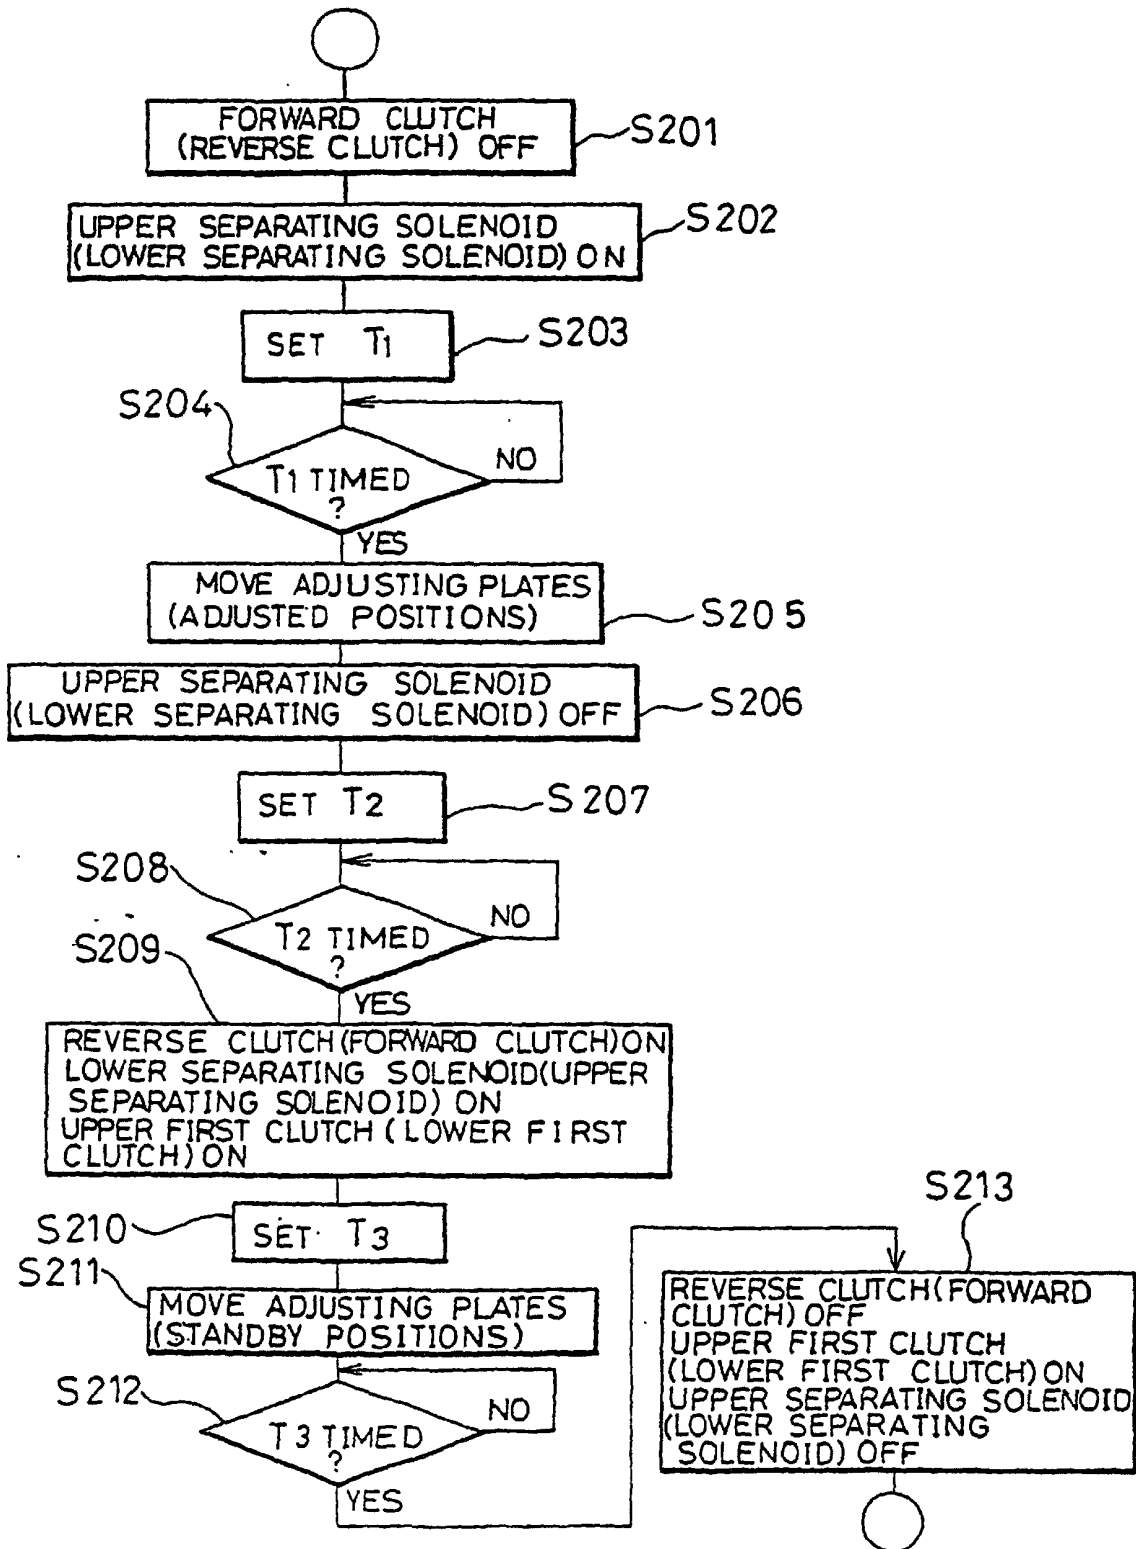 FORWARD CLUTCH
(REVERSE CLUTCH) OFF
S201
UPPER SEPARATING SOLENOID
(LOWER SEPARATING SOLENOID) ON
S202
SET T1
S203
S204
T1 TIMED
?
NO
YES
MOVE ADJUSTING PLATES
(ADJUSTED POSITIONS)
S205
UPPER SEPARATING SOLENOID
(LOWER SEPARATING SOLENOID) OFF
S206
SET T2
S207
S208
T2 TIMED
?
NO
YES
S209
REVERSE CLUTCH(FORWARD CLUTCH)ON
LOWER SEPARATING SOLENOID(UPPER
SEPARATING SOLENOID) ON
UPPER FIRST CLUTCH (LOWER FIRST
CLUTCH) ON
S210
SET T3
S211
MOVE ADJUSTING PLATES
(STANDBY POSITIONS)
S212
T3 TIMED
?
NO
YES
S213
REVERSE CLUTCH(FORWARD
CLUTCH) OFF
UPPER FIRST CLUTCH
(LOWER FIRST CLUTCH) ON
UPPER SEPARATING SOLENOID
(LOWER SEPARATING
SOLENOID) OFF